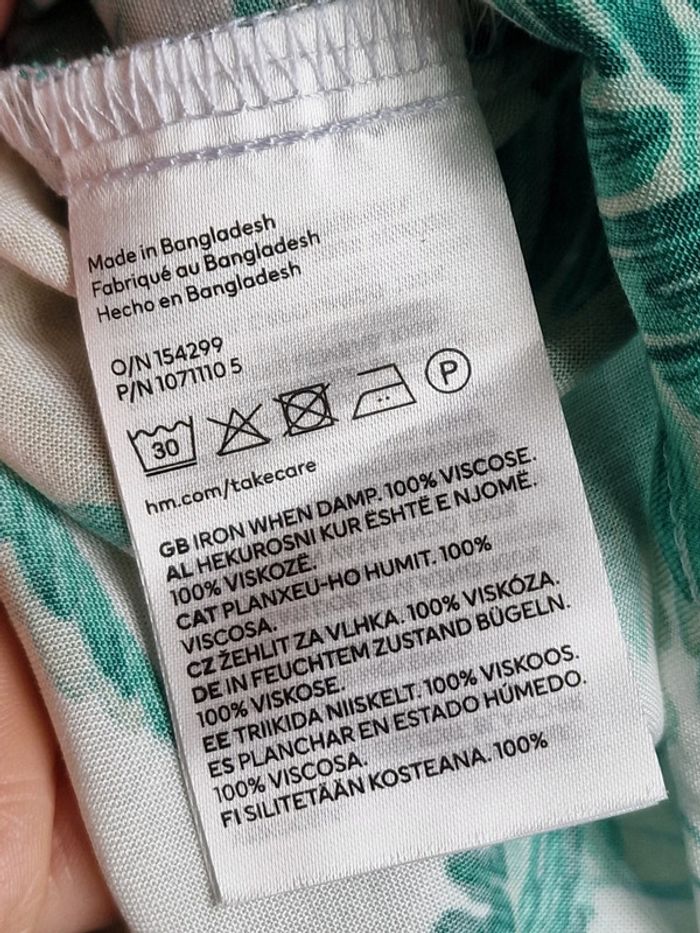 Made in Bangladesh
Fabriqué au Bangladesh
Hecho en Bangladesh
O/N 154299
P/N 1071110 5
30
P
hm.com/takecare
GB IRON WHEN DAMP. 100% VISCOSE.
AL HEKUROSNI KUR ËSHTË E NJOMË.
100% VISKOZË.
CAT PLANXEU-HO HUMIT. 100%
VISCOSA.
CZ ŽEHLIT ZA VLHKA. 100% VISKÓZA.
DE IN FEUCHTEM ZUSTAND BÜGELN.
100% VISKOSE.
EE TRIIKIDA NIISKELT. 100% VISKOOS.
ES PLANCHAR EN ESTADO HÚMEDO.
100% VISCOSA.
FI SILITETÄÄN KOSTEANA. 100%